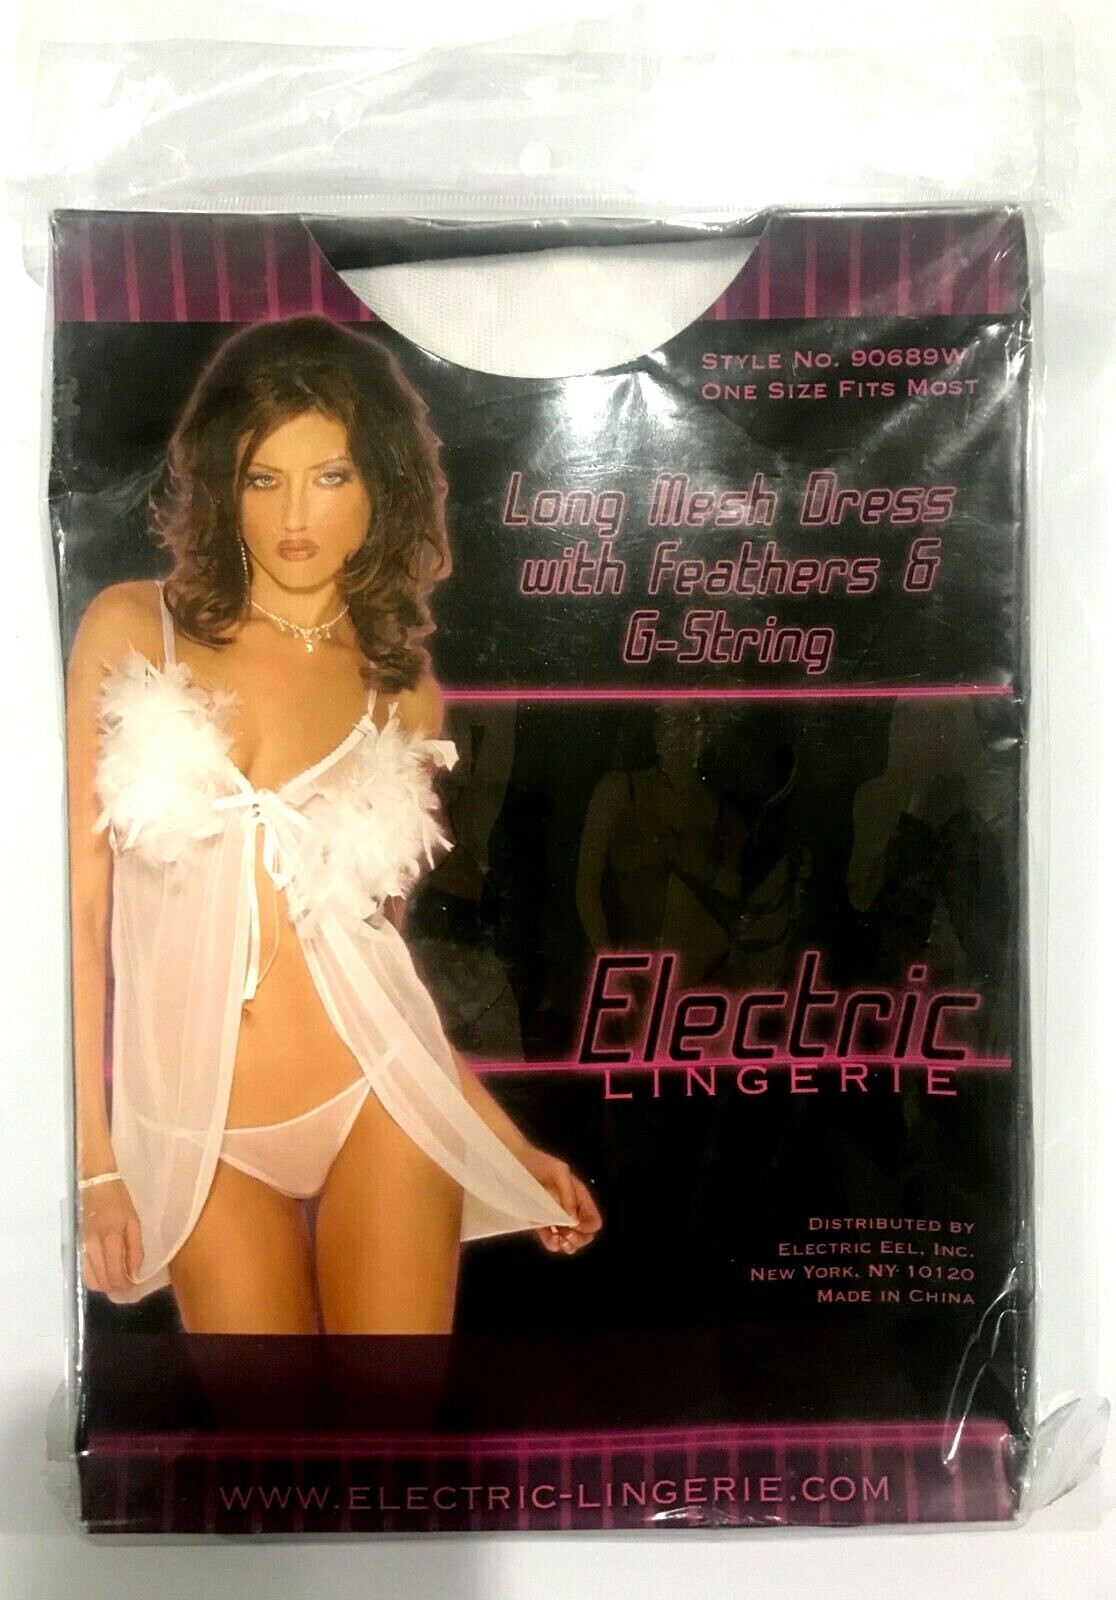 STYLE NO. 90689W
ONE SIZE FITS MOST
Long Mesh Dress
with Feathers &
G-String
Electric
LINGERIE
DISTRIBUTED BY
ELECTRIC EEL, INC.
NEW YORK, NY 10120
MADE IN CHINA
WWW.ELECTRIC-LINGERIE.COM